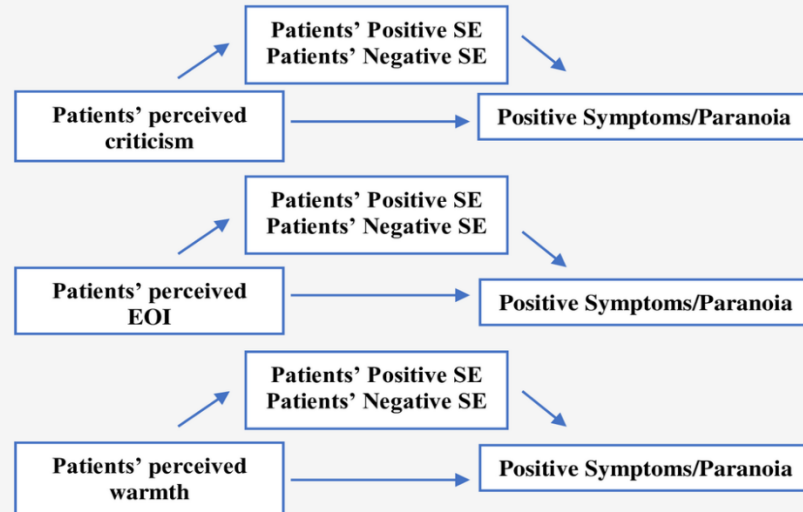 Patients' Positive SE
Patients' Negative SE
Patients' perceived
criticism
Positive Symptoms/Paranoia
Patients' Positive SE
Patients' Negative SE
Patients' perceived
EOI
Positive Symptoms/Paranoia
Patients' Positive SE
Patients' Negative SE
Patients' perceived
warmth
Positive Symptoms/Paranoia